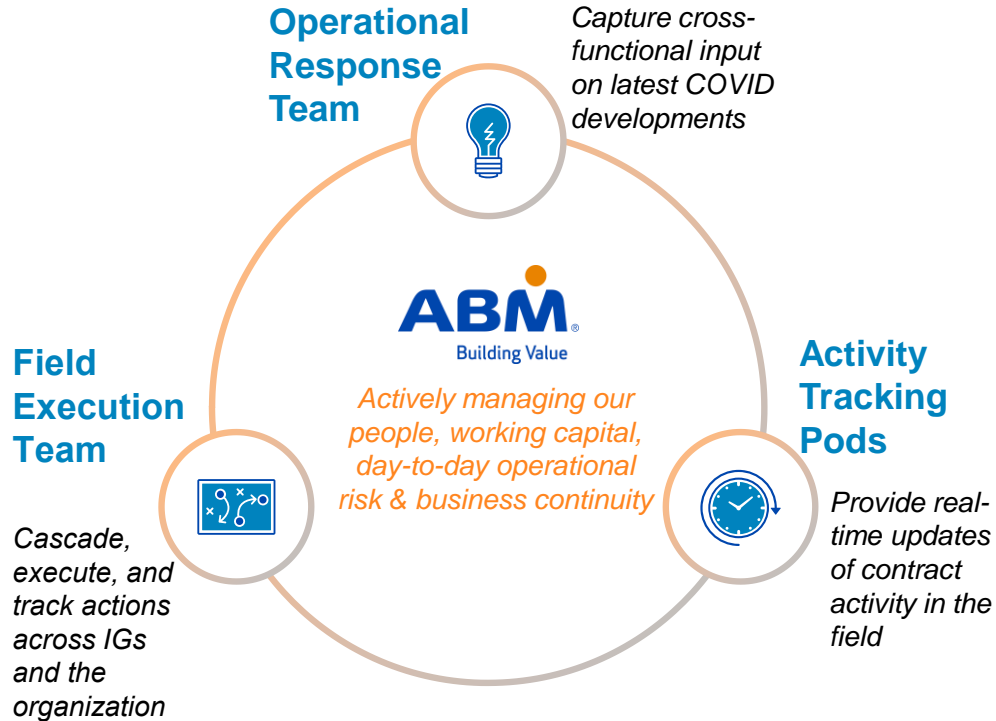 Operational
Response
Team
Capture cross-
functional input
on latest COVID
developments
ABM®
Building Value
Actively managing our
people, working capital,
day-to-day operational
risk & business continuity
Field
Execution
Team
Cascade,
execute, and
track actions
across IGs
and the
organization
Activity
Tracking
Pods
Provide real-
time updates
of contract
activity in the
field